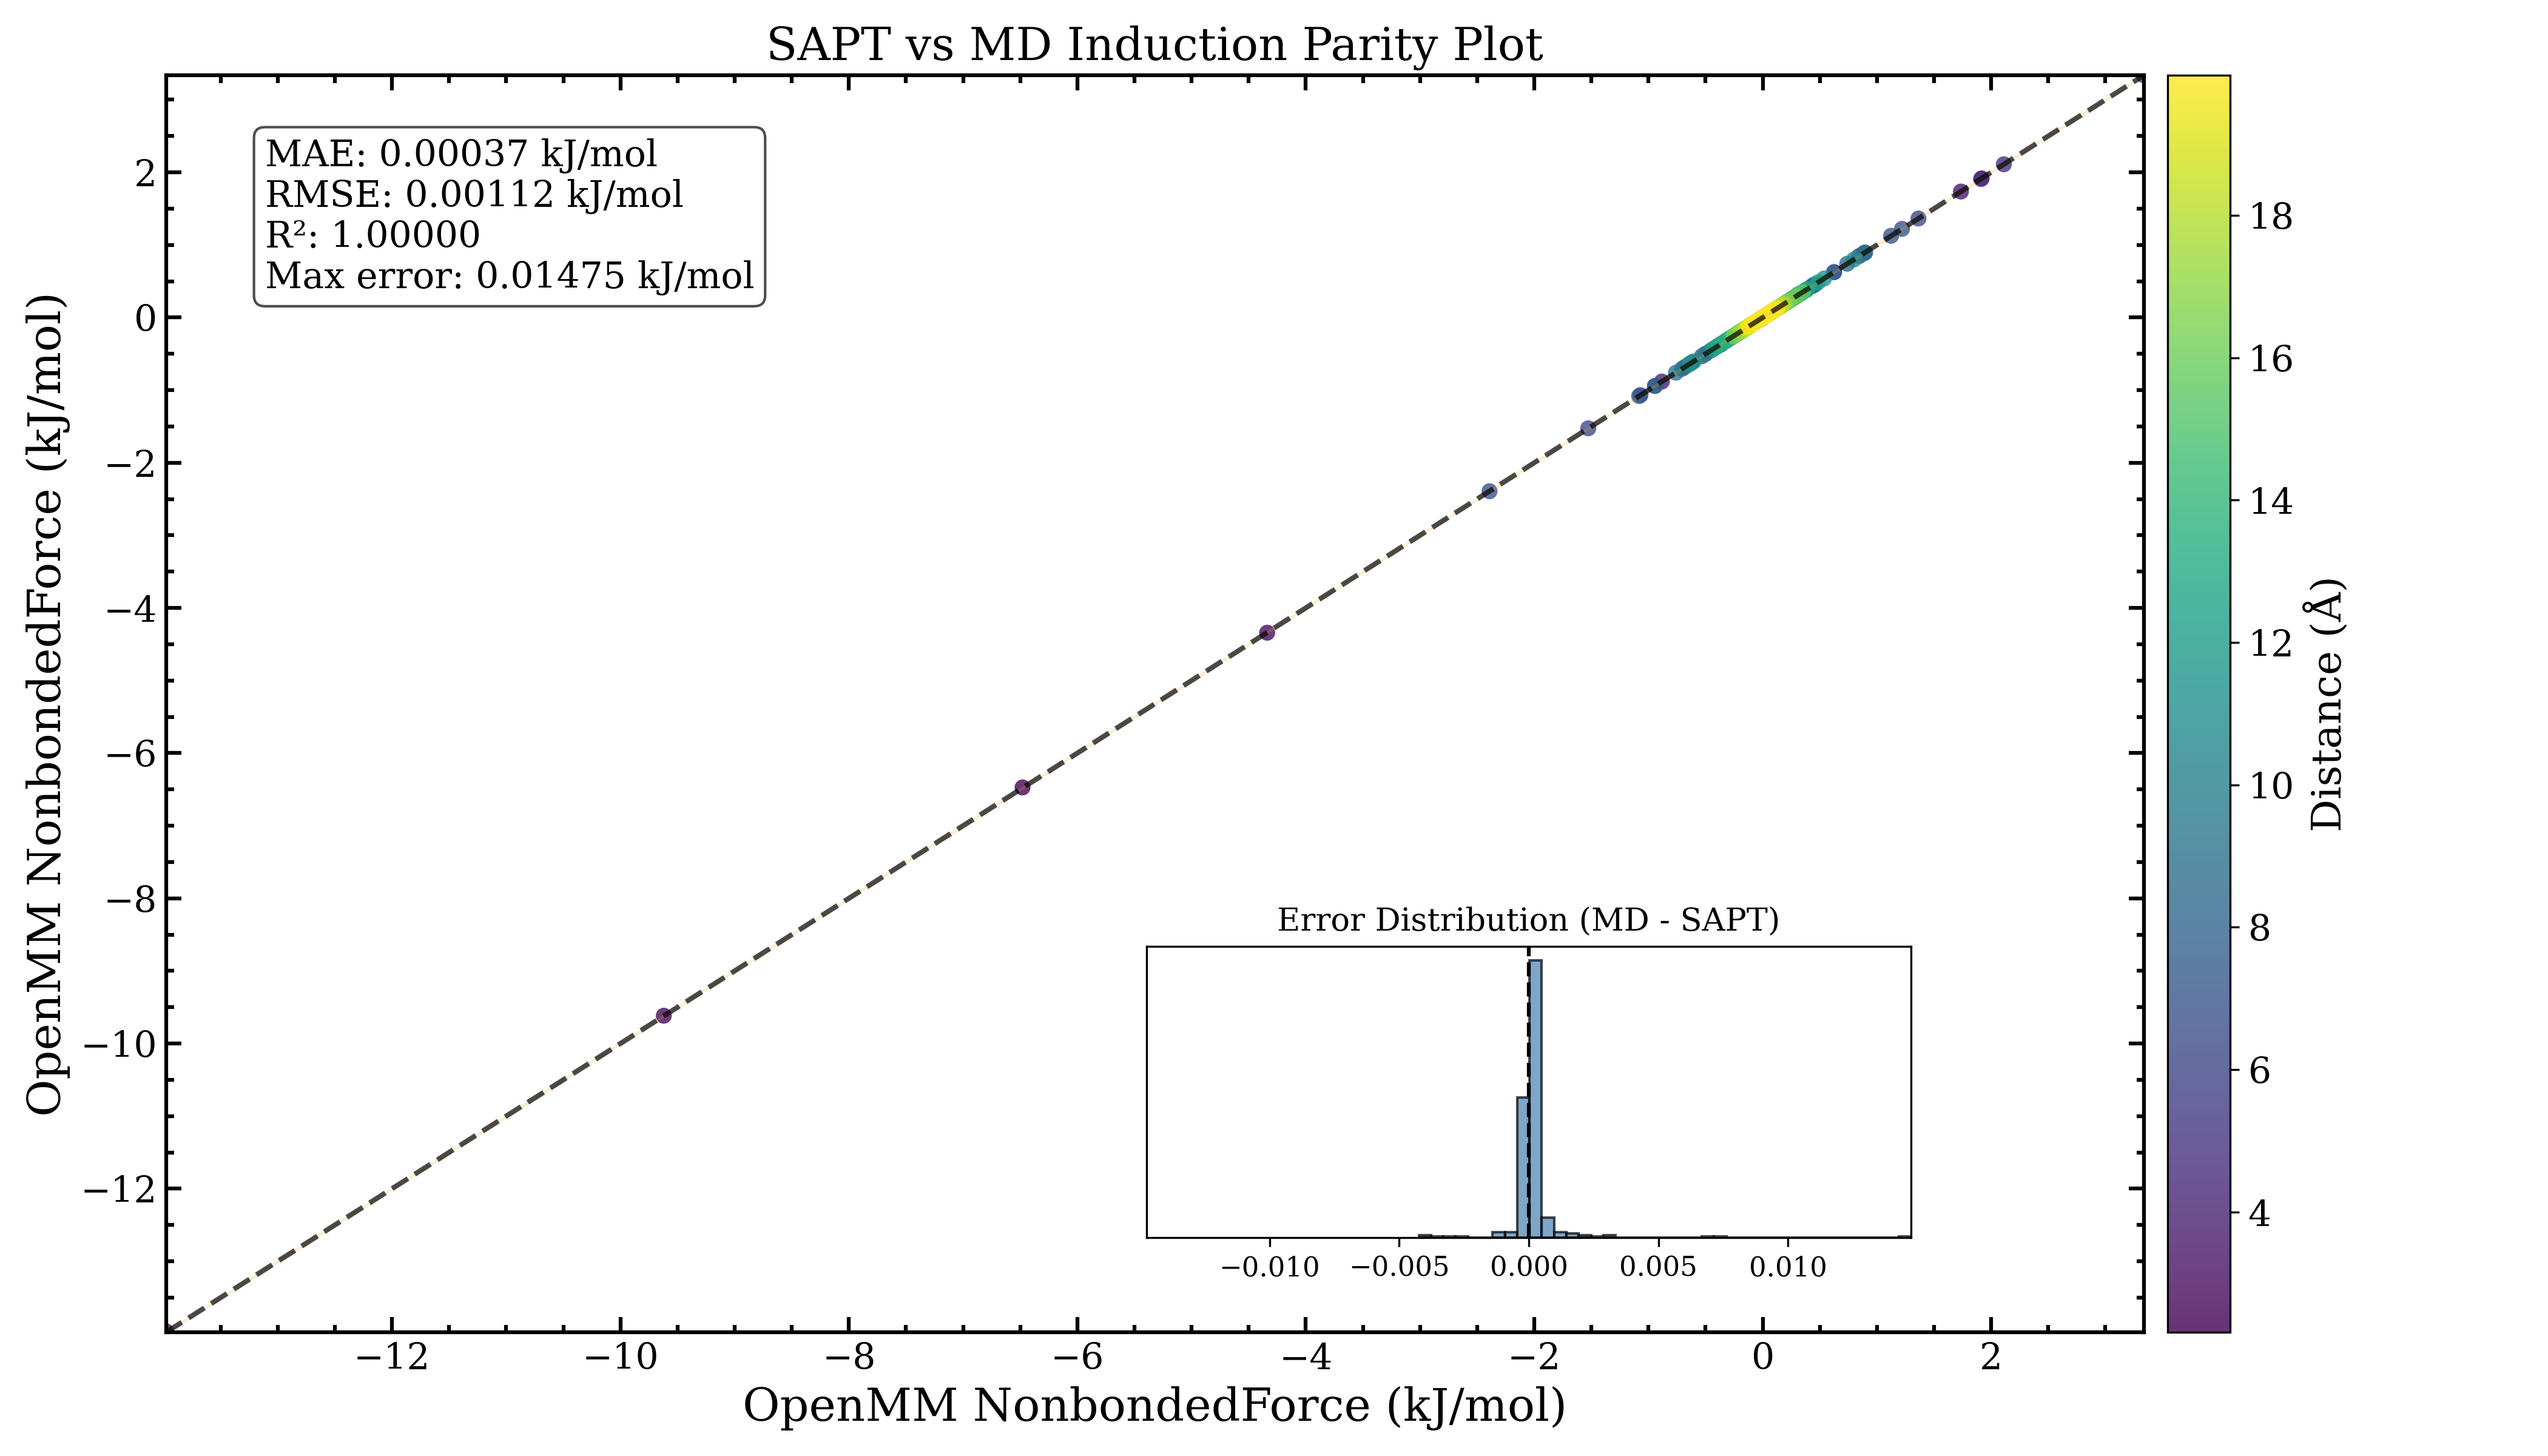 SAPT vs MD Induction Parity Plot
MAE: 0.00037 kJ/mol
RMSE: 0.00112 kJ/mol
R²: 1.00000
Max error: 0.01475 kJ/mol
OpenMM NonbondedForce (kJ/mol)
2
0
−2
−4
−6
−8
−10
−12
Error Distribution (MD - SAPT)
−0.010 −0.005 0.000 0.005 0.010
−12 −10 −8 −6 −4 −2 0 2
OpenMM NonbondedForce (kJ/mol)
18
16
14
12
10
8
6
4
Distance (Å)